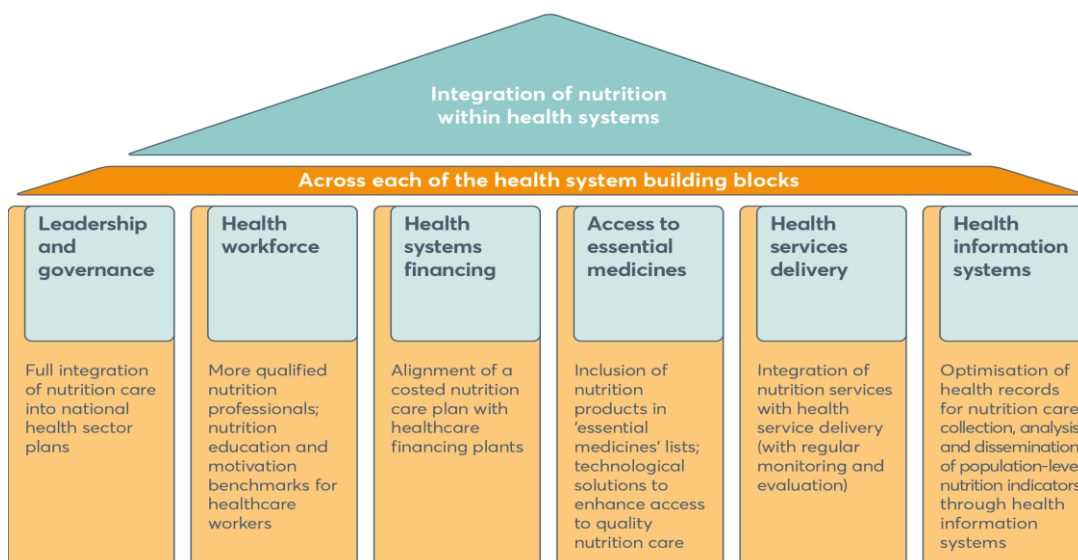 Integration of nutrition
within health systems
Across each of the health system building blocks
Leadership
and
governance
Full integration
of nutrition care
into national
health sector
plans
Health
workforce
More qualified
nutrition
professionals;
nutrition
education and
motivation
benchmarks for
healthcare
workers
Health
systems
financing
Alignment of a
costed nutrition
care plan with
healthcare
financing plants
Access to
essential
medicines
Inclusion of
nutrition
products in
'essential
medicines' lists;
technological
solutions to
enhance access
to quality
nutrition care
Health
services
delivery
Integration of
nutrition services
with health
service delivery
(with regular
monitoring and
evaluation)
Health
information
systems
Optimisation of
health records
for nutrition care
collection, analysis
and dissemination
of population-level
nutrition indicators
through health
information
systems